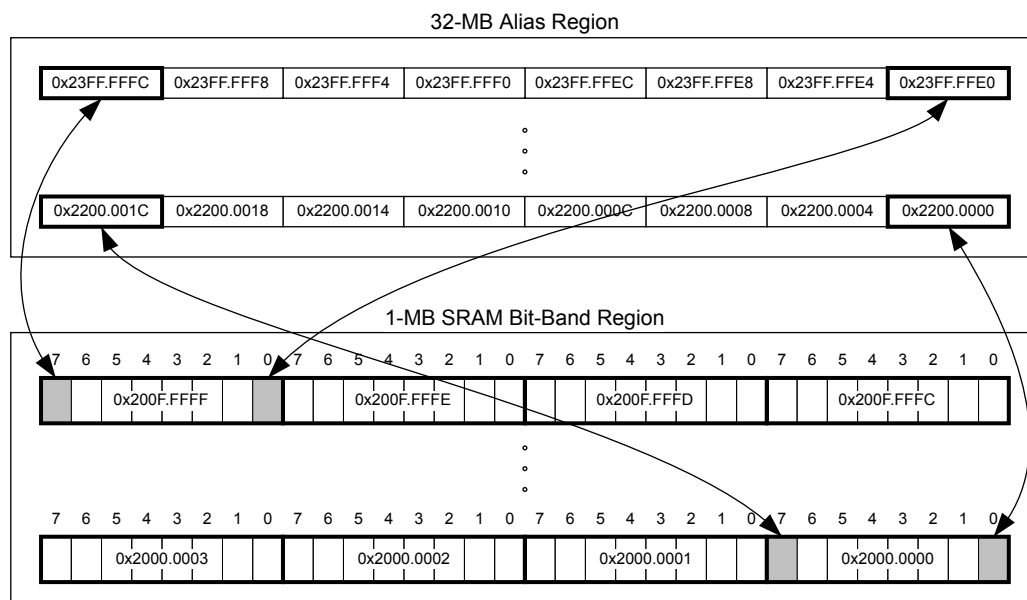 32-MB Alias Region
0x23FF.FFFC 0x23FF.FFF8 0x23FF.FFF4 0x23FF.FFF0 0x23FF.FFEC 0x23FF.FFE8 0x23FF.FFE4 0x23FF.FFE0
0x2200.001C 0x2200.0018 0x2200.0014 0x2200.0010 0x2200.000C 0x2200.0008 0x2200.0004 0x2200.0000
1-MB SRAM Bit-Band Region
7 6 5 4 3 2 1 0 7 6 5 4 3 2 1 0 7 6 5 4 3 2 1 0 7 6 5 4 3 2 1 0
0x200F.FFFF 0x200F.FFFE 0x200F.FFFD 0x200F.FFFC
7 6 5 4 3 2 1 0 7 6 5 4 3 2 1 0 7 6 5 4 3 2 1 0 7 6 5 4 3 2 1 0
0x2000.0003 0x2000.0002 0x2000.0001 0x2000.0000